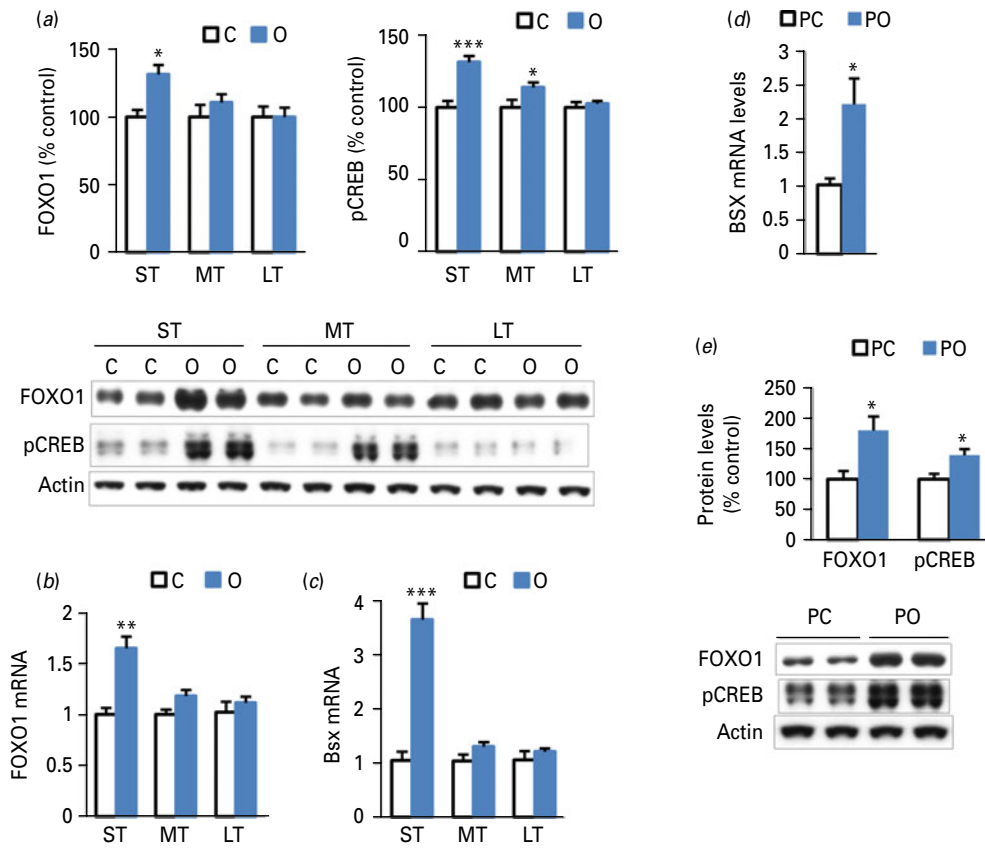 (a)
C O
FOXO1 (% control)
150
100
50
0
*
ST MT LT
C O
pCREB (% control)
150
100
50
0
***
*
ST MT LT
ST MT LT
C C O O C C O O C C O O
FOXO1
pCREB
Actin
(b)
C O
FOXO1 mRNA
2
1.5
1
0.5
0
**
ST MT LT
(c)
C O
Bsx mRNA
4
3
2
1
0
***
ST MT LT
(d)
PC PO
BSX mRNA levels
3
2.5
2
1.5
1
0.5
0
*
(e)
PC PO
Protein levels
(% control)
250
200
150
100
50
0
*
*
FOXO1 pCREB
PC PO
FOXO1
pCREB
Actin